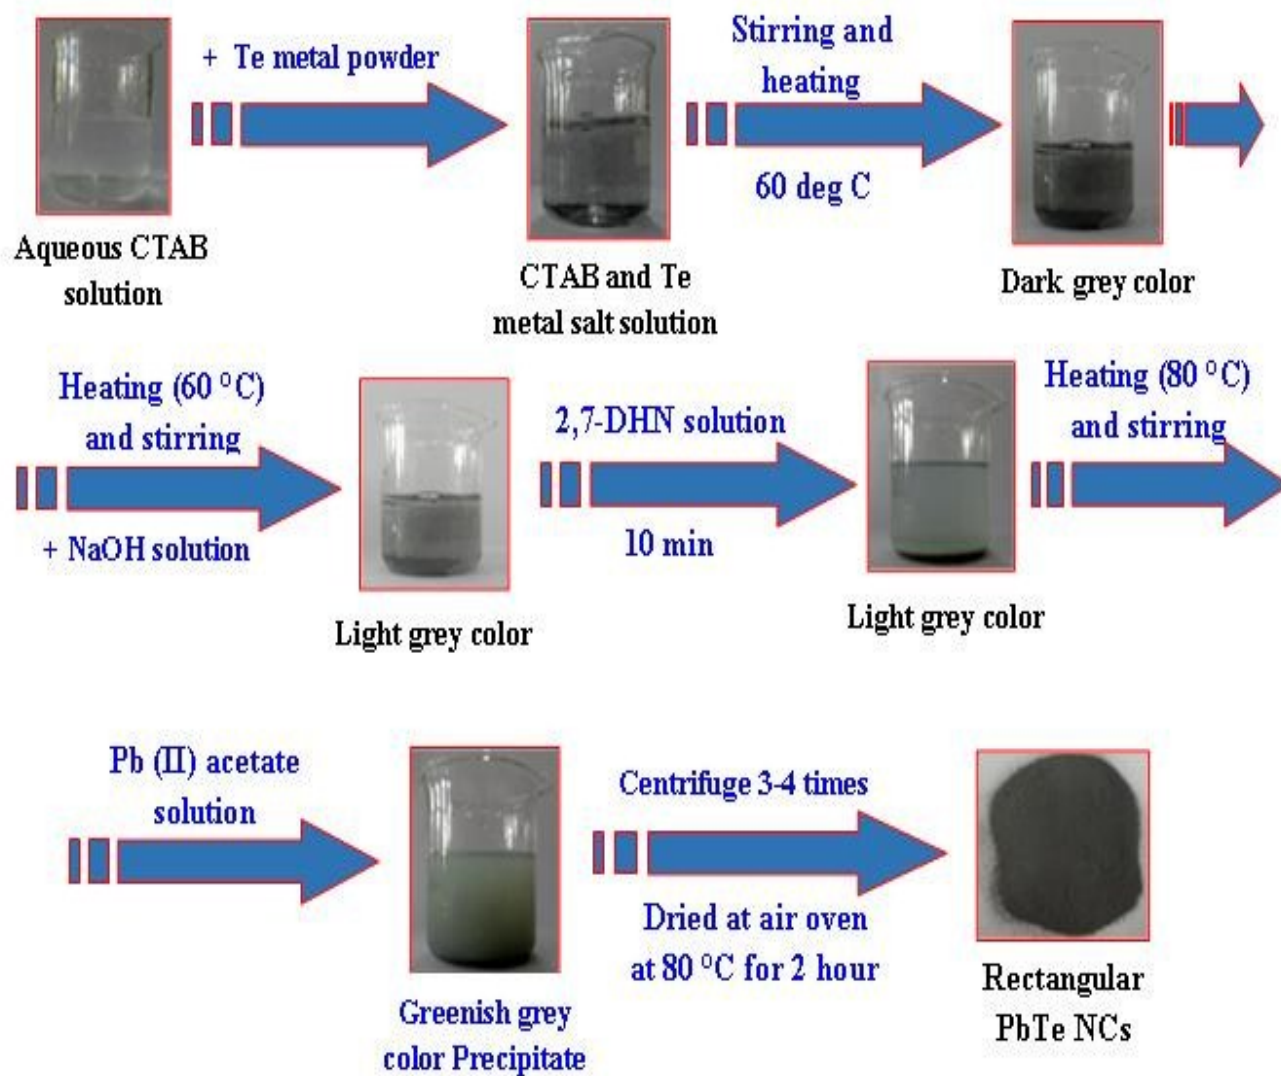 + Te metal powder
Stirring and
heating
60 deg C
Aqueous CTAB
solution
CTAB and Te
metal salt solution
Dark grey color
Heating (60 °C)
and stirring
+ NaOH solution
Light grey color
2,7-DHN solution
10 min
Light grey color
Heating (80 °C)
and stirring
Pb (II) acetate
solution
Greenish grey
color Precipitate
Centrifuge 3-4 times
Dried at air oven
at 80 °C for 2 hour
Rectangular
PbTe NCs